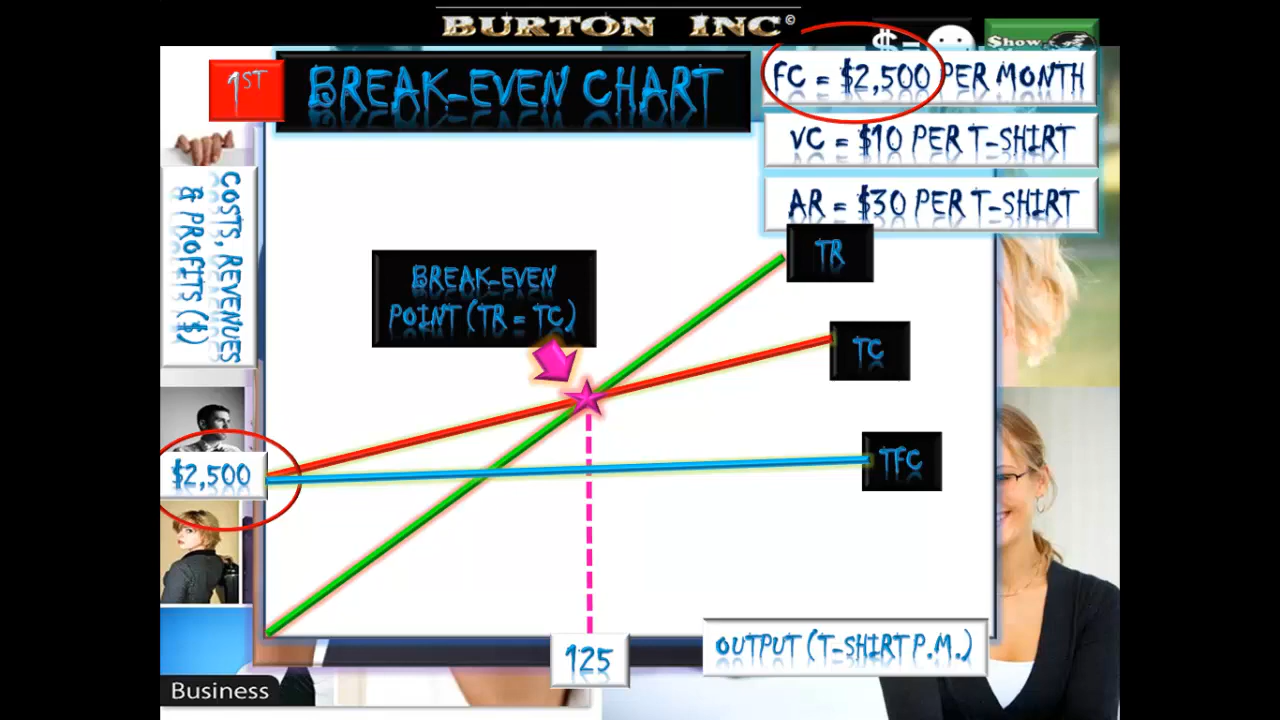 BURTON INC©
$=
Show
1ST
BREAK-EVEN CHART
FC = $2,500 PER MONTH
VC = $10 PER T-SHIRT
AR = $30 PER T-SHIRT
COSTS, REVENUES
& PROFITS ($)
BREAK-EVEN
POINT (TR = TC)
TR
TC
TFC
$2,500
125
OUTPUT (T-SHIRT P.M.)
Business